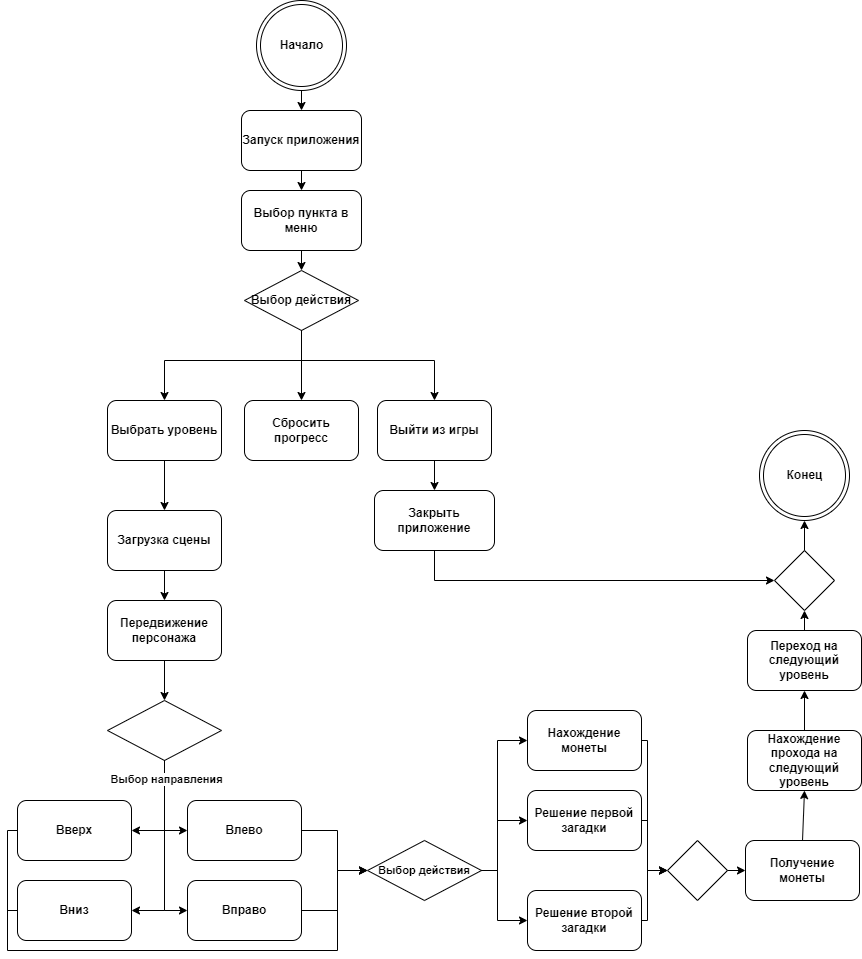 Начало
Запуск приложения
Выбор пункта в
меню
Выбор действия
Выбрать уровень
Сбросить
прогресс
Выйти из игры
Закрыть
приложение
Конец
Загрузка сцены
Передвижение
персонажа
Переход на
следующий
уровень
Выбор направления
Нахождение
монеты
Нахождение
прохода на
следующий
уровень
Вверх
Влево
Решение первой
загадки
Выбор действия
Получение
монеты
Вниз
Вправо
Решение второй
загадки